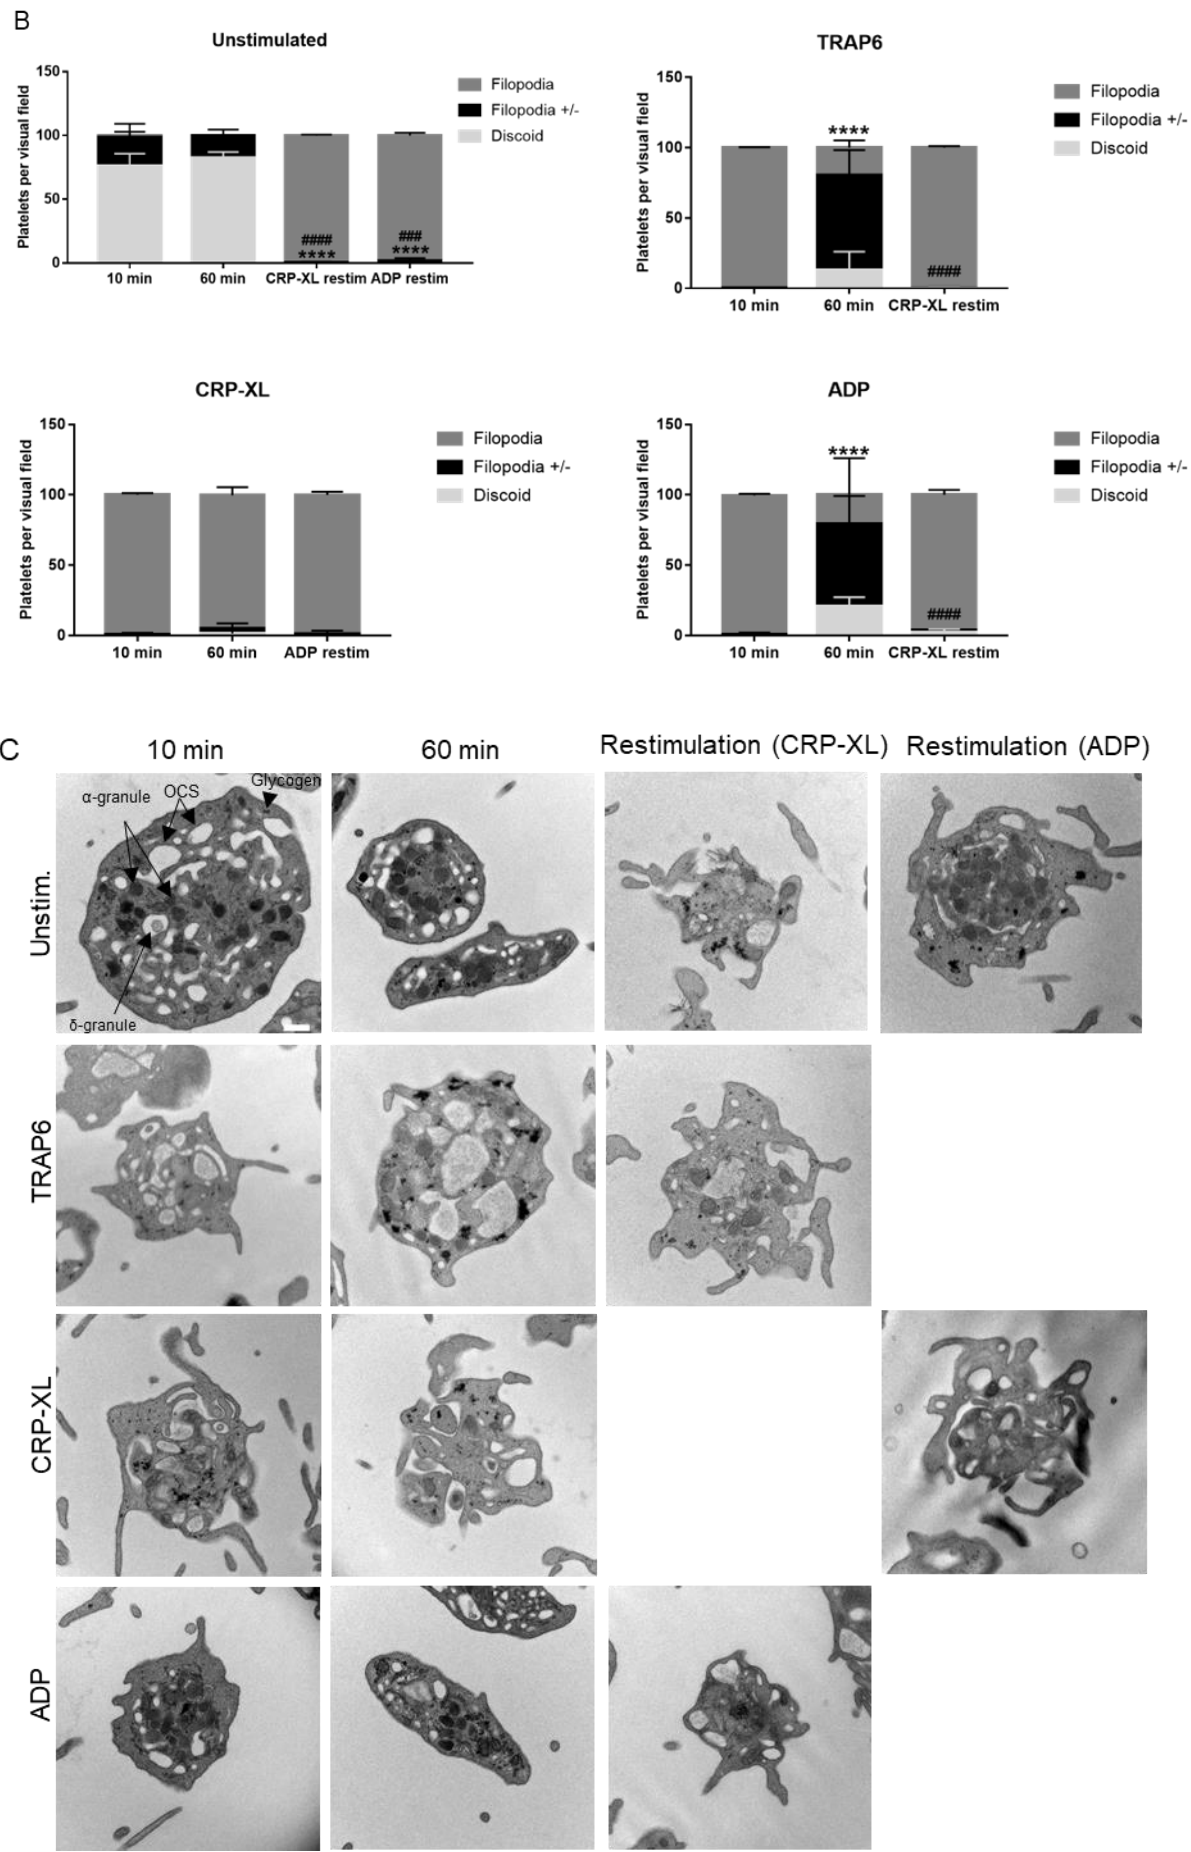 B
Unstimulated
150
100
50
0
Platelets per visual field
Filopodia
Filopodia +/-
Discoid
####
****
###
****
10 min
60 min
CRP-XL restim
ADP restim
TRAP6
150
100
50
0
Platelets per visual field
Filopodia
Filopodia +/-
Discoid
****
####
10 min
60 min
CRP-XL restim
CRP-XL
150
100
50
0
Platelets per visual field
Filopodia
Filopodia +/-
Discoid
10 min
60 min
ADP restim
ADP
150
100
50
0
Platelets per visual field
Filopodia
Filopodia +/-
Discoid
****
####
10 min
60 min
CRP-XL restim
C
10 min
60 min
Restimulation (CRP-XL)
Restimulation (ADP)
Unstim.
α-granule
OCS
Glycogen
δ-granule
TRAP6
CRP-XL
ADP